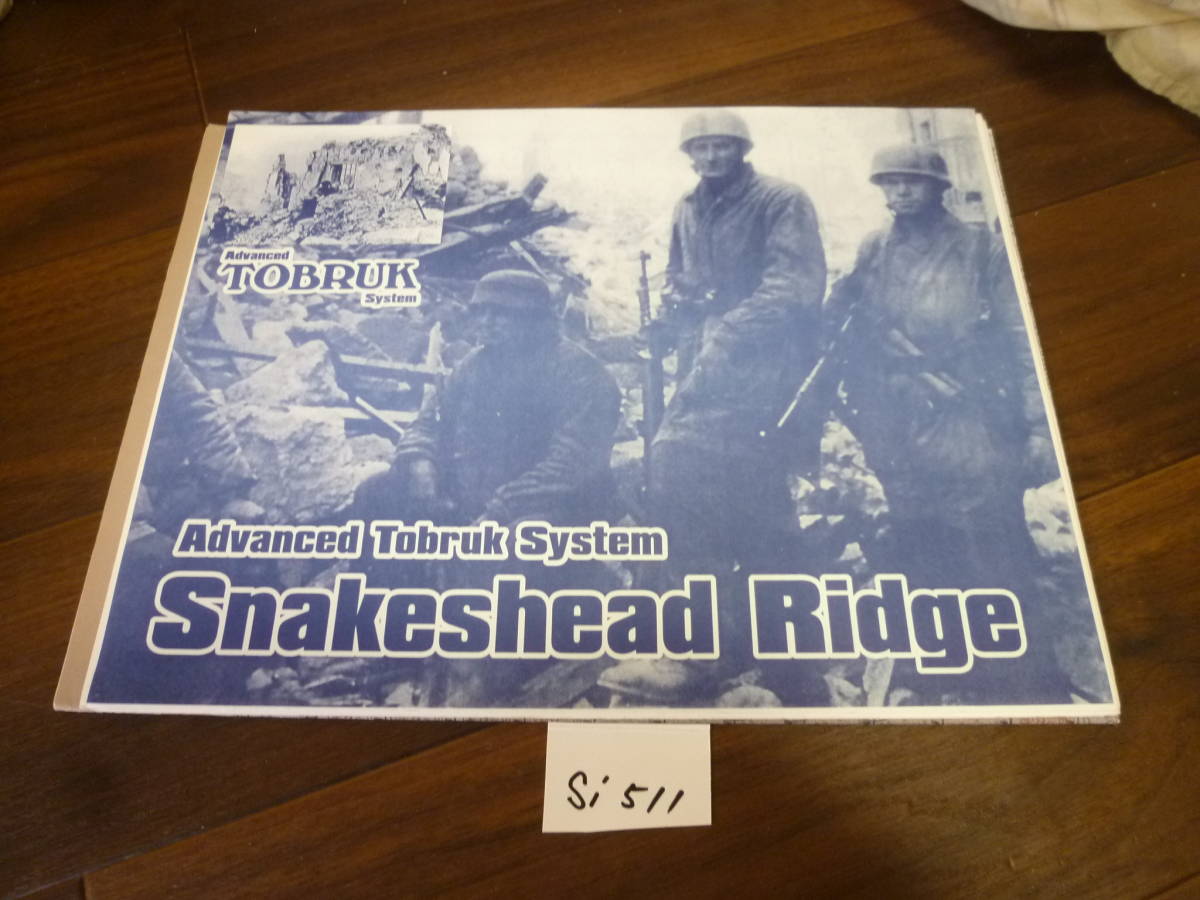 Advanced
TOBRUK
System
Advanced Tobruk System
Snakeshead Ridge
Si 511